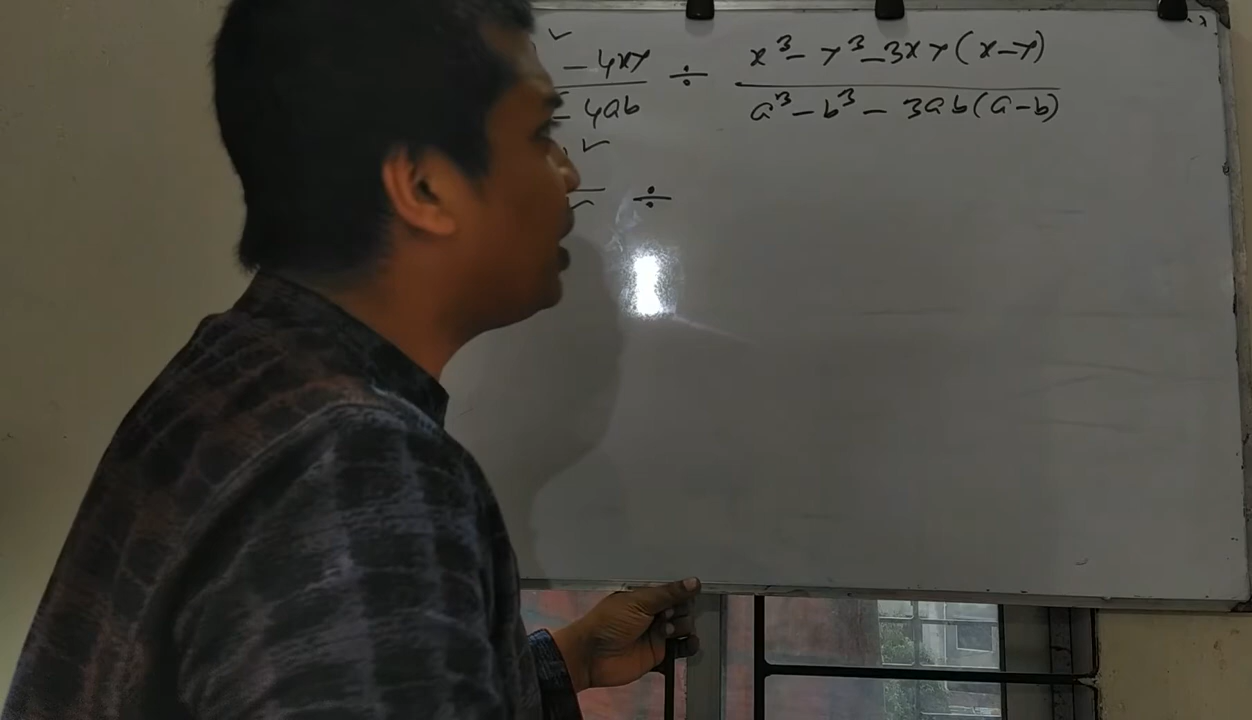 - 4xy ÷ x³ - y³ - 3xy(x-y)
- 4ab a³ - b³ - 3ab(a-b)
÷